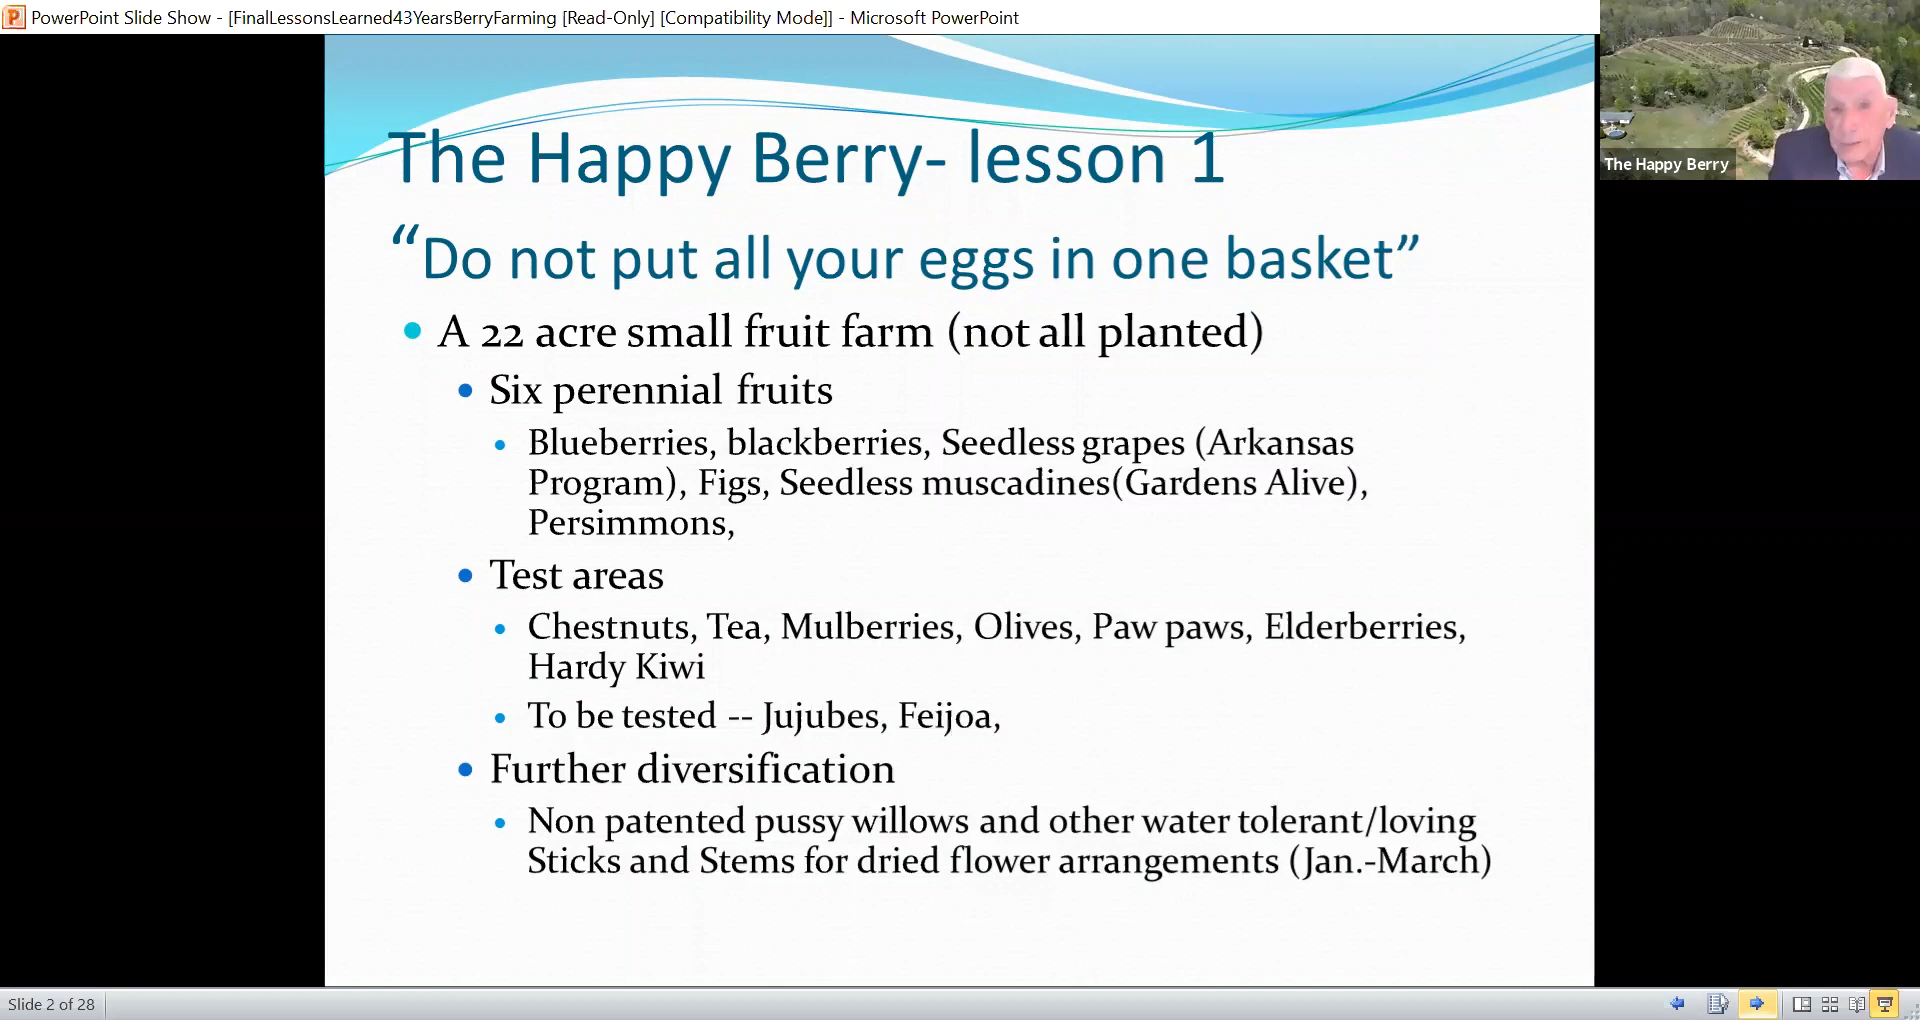 PowerPoint Slide Show - [FinalLessonsLearned43YearsBerryFarming [Read-Only] [Compatibility Mode]] - Microsoft PowerPoint
The Happy Berry
The Happy Berry- lesson 1
“Do not put all your eggs in one basket”
A 22 acre small fruit farm (not all planted)
Six perennial fruits
Blueberries, blackberries, Seedless grapes (Arkansas
Program), Figs, Seedless muscadines(Gardens Alive),
Persimmons,
Test areas
Chestnuts, Tea, Mulberries, Olives, Paw paws, Elderberries,
Hardy Kiwi
To be tested -- Jujubes, Feijoa,
Further diversification
Non patented pussy willows and other water tolerant/loving
Sticks and Stems for dried flower arrangements (Jan.-March)
Slide 2 of 28